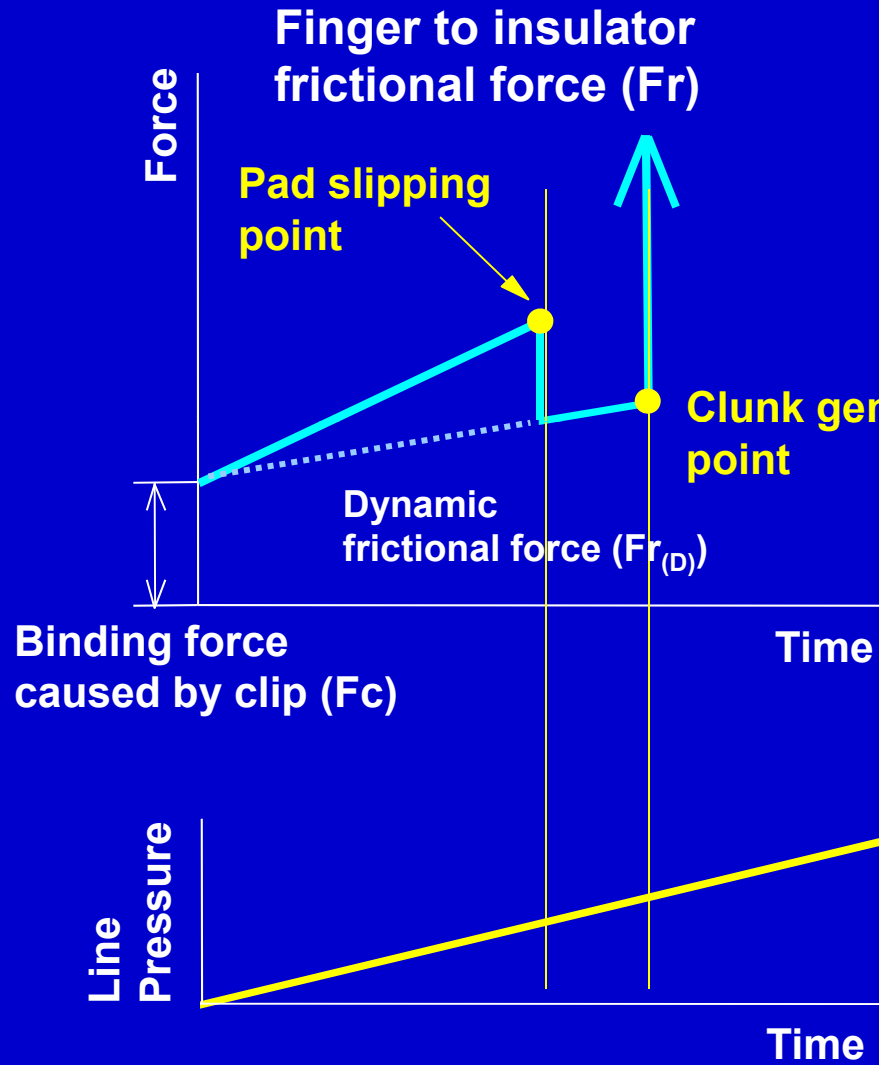 Finger to insulator
frictional force (Fr)
Force
Pad slipping
point
Clunk
point
Dynamic
frictional force (Fr(D))
Binding force
caused by clip (Fc)
Time
Line
Pressure
Time